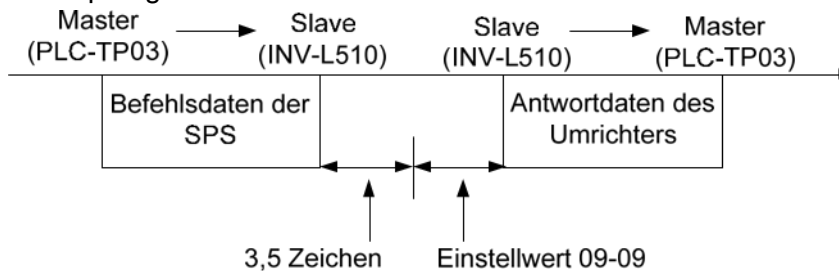 Master
(PLC-TP03)
Slave
(INV-L510)
Slave
(INV-L510)
Master
(PLC-TP03)
Befehlsdaten der
SPS
Antwortdaten des
Umrichters
3,5 Zeichen
Einstellwert 09-09